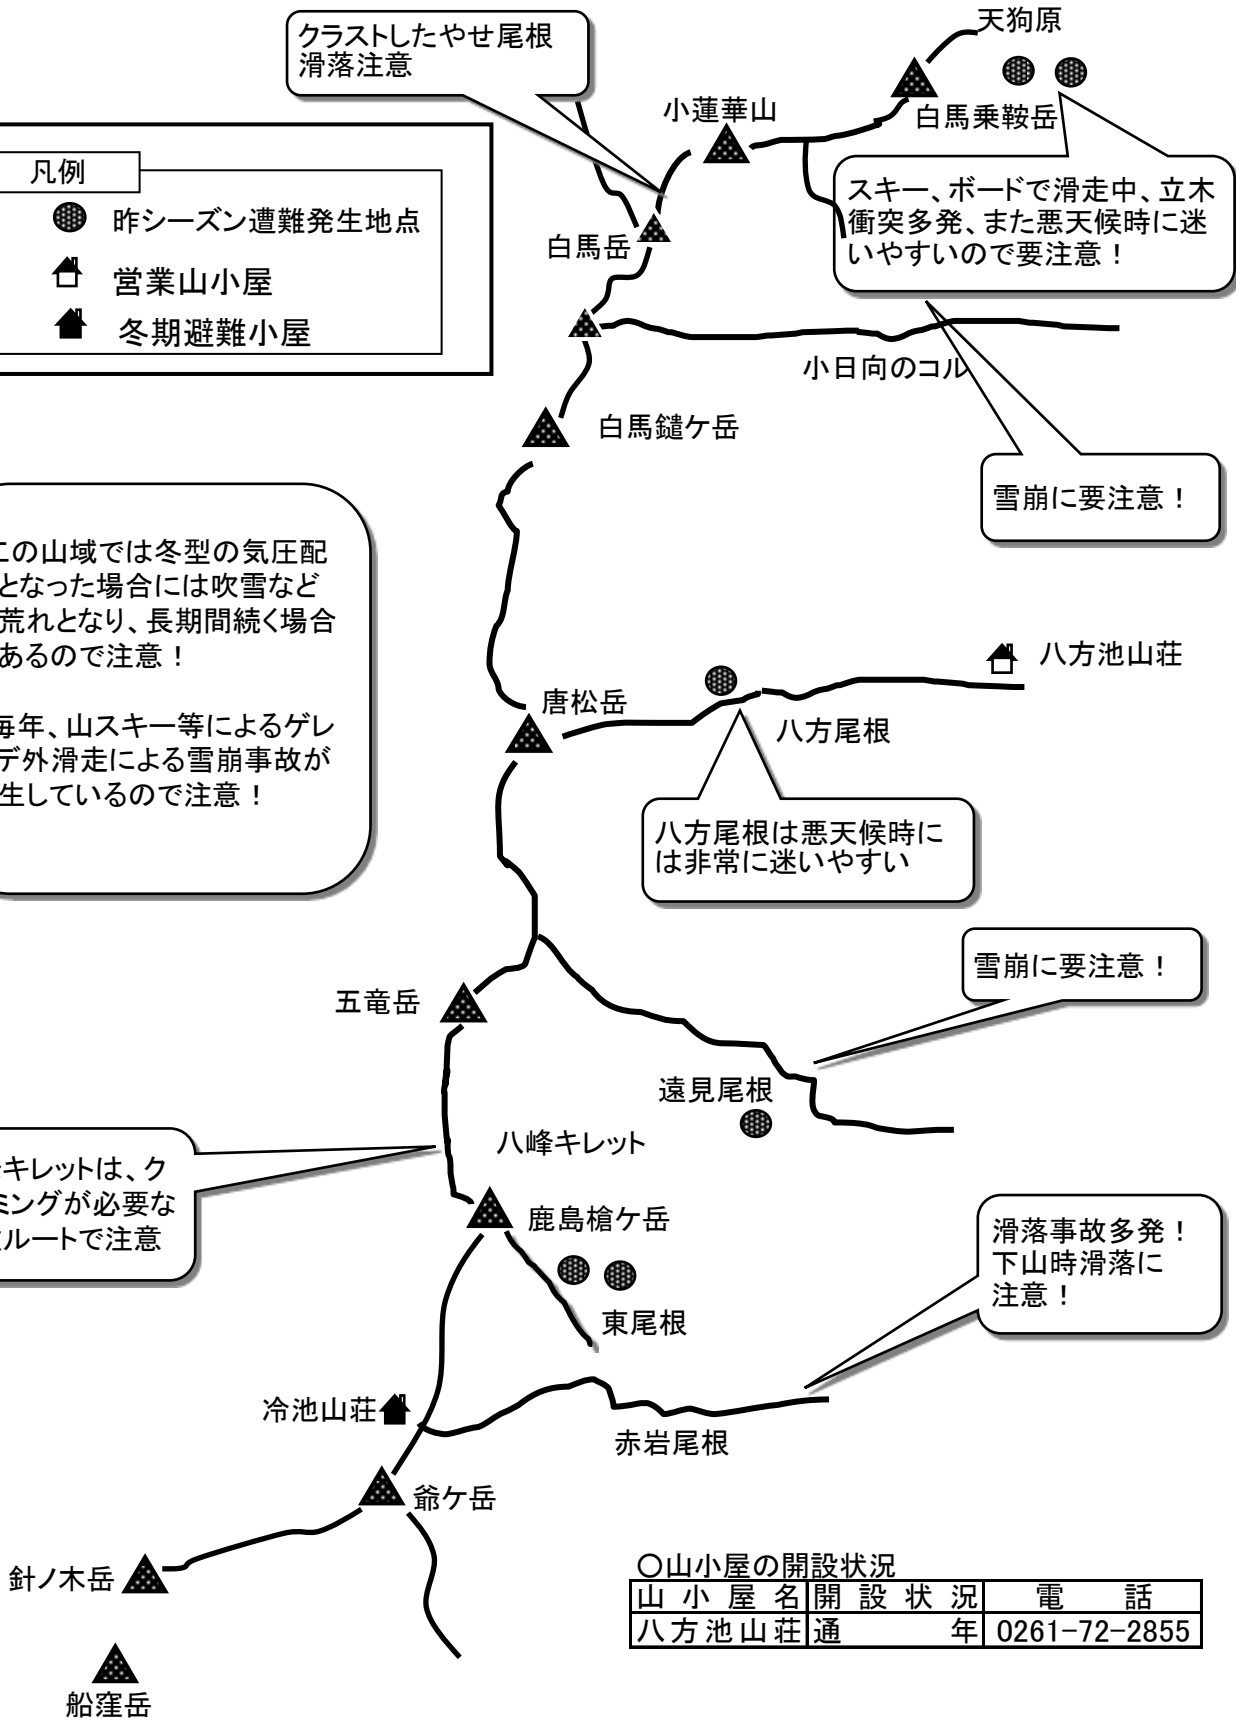 天狗原
クラストしたやせ尾根
滑落注意
小蓮華山
白馬乗鞍岳
凡例
昨シーズン遭難発生地点
営業山小屋
冬期避難小屋
スキー、ボードで滑走中、立木
衝突多発、また悪天候時に迷
いやすいので要注意！
白馬岳
小日向のコル
白馬鑓ケ岳
雪崩に要注意！
の山域では冬型の気圧配
となった場合には吹雪など
荒れとなり、長期間続く場合
あるので注意！
毎年、山スキー等によるゲレ
デ外滑走による雪崩事故が
生しているので注意！
八方池山荘
唐松岳
八方尾根
八方尾根は悪天候時に
は非常に迷いやすい
雪崩に要注意！
五竜岳
遠見尾根
八峰キレット
キレットは、ク
ミングが必要な
ルートで注意
鹿島槍ケ岳
滑落事故多発！
下山時滑落に
注意！
東尾根
冷池山荘
赤岩尾根
爺ケ岳
針ノ木岳
船窪岳
○山小屋の開設状況
山小屋名 開設状況 電話
八方池山荘 通年 0261-72-2855